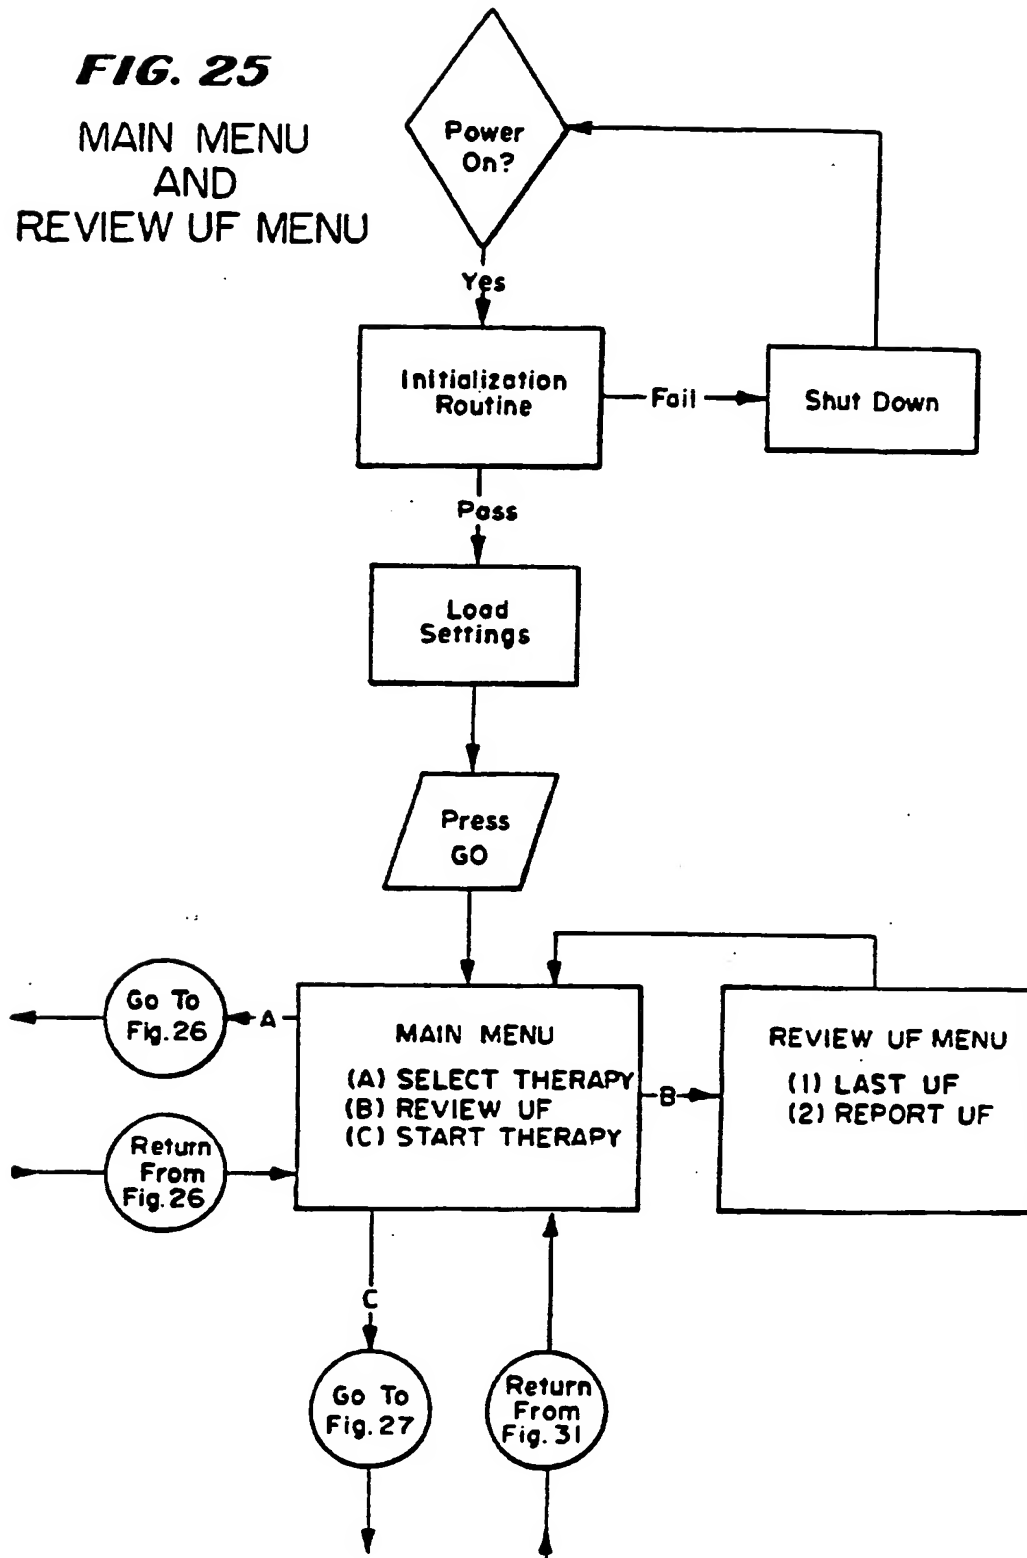 FIG. 25
MAIN MENU
AND
REVIEW UF MENU
Power
On?
Yes
Initialization
Routine
Fail
Shut Down
Pass
Load
Settings
Press
GO
Go To
Fig.26
A
MAIN MENU
(A) SELECT THERAPY
(B) REVIEW UF
(C) START THERAPY
B
REVIEW UF MENU
(1) LAST UF
(2) REPORT UF
Return
From
Fig.26
C
Go To
Fig.27
Return
From
Fig.31